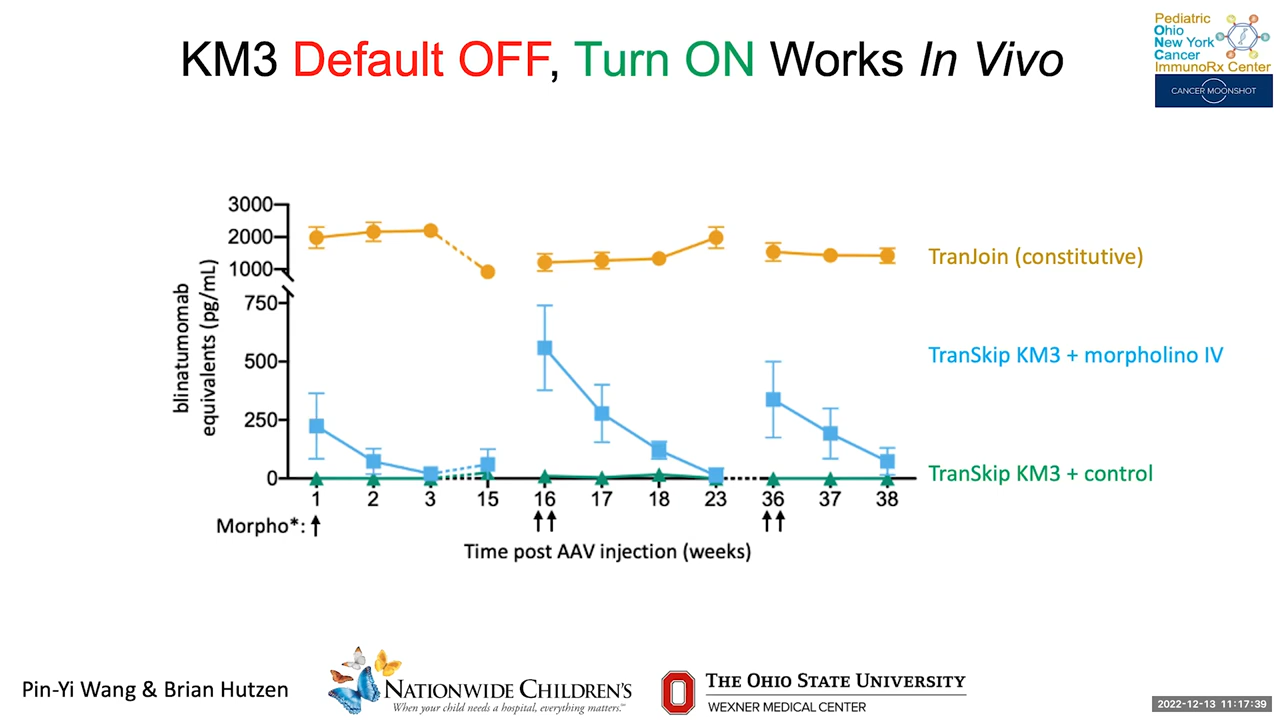 KM3 Default OFF, Turn ON Works In Vivo
Pediatric
Ohio
New York
Cancer
ImmunoRx Center
CANCER MOONSHOT
blinatumomab
equivalents (pg/mL)
3000
2000
1000
750
500
250
0
1 2 3 15 16 17 18 23 36 37 38
Morpho*:
Time post AAV injection (weeks)
TranJoin (constitutive)
TranSkip KM3 + morpholino IV
TranSkip KM3 + control
Pin-Yi Wang & Brian Hutzen
NATIONWIDE CHILDREN'S
When your child needs a hospital, everything matters.℠
THE OHIO STATE UNIVERSITY
WEXNER MEDICAL CENTER
2022-12-13 11:17:39